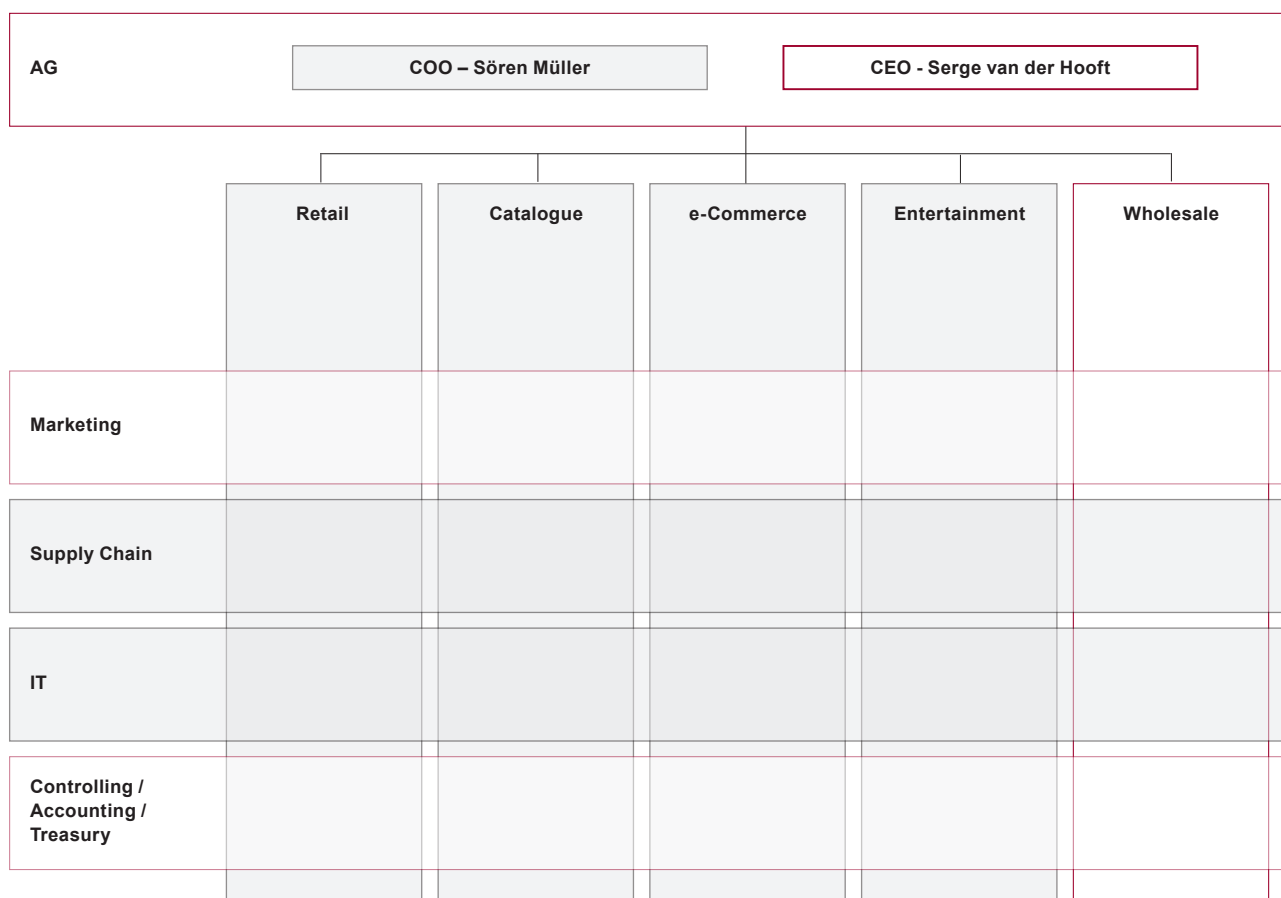 AG
COO – Sören Müller
CEO - Serge van der Hooft
Retail
Catalogue
e-Commerce
Entertainment
Wholesale
Marketing
Supply Chain
IT
Controlling /
Accounting /
Treasury